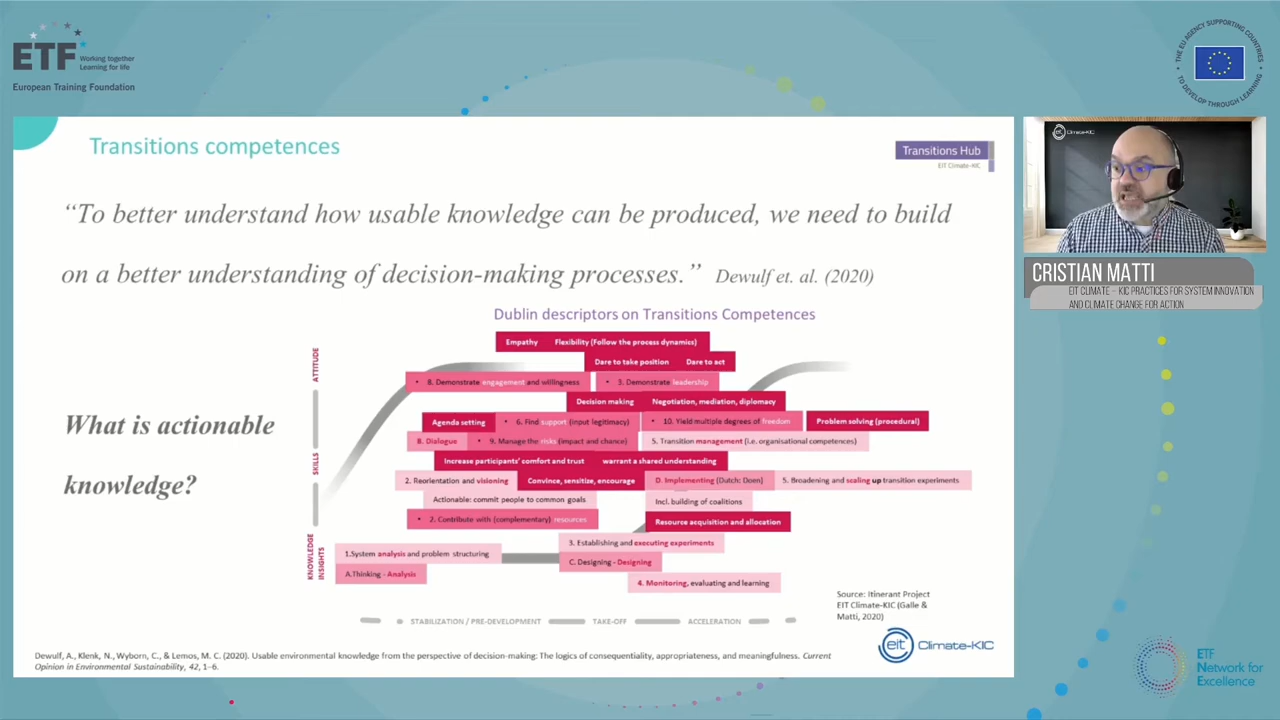 ETF
Working together
Learning for life
European Training Foundation
THE EU AGENCY SUPPORTING COUNTRIES
TO DEVELOP THROUGH LEARNING
Transitions competences
Transitions Hub
EIT Climate-KIC
“To better understand how usable knowledge can be produced, we need to build
on a better understanding of decision-making processes.” Dewulf et. al. (2020)
Climate-KIC
CRISTIAN MATTI
EIT CLIMATE – KIC PRACTICES FOR SYSTEM INNOVATION
AND CLIMATE CHANGE FOR ACTION
Dublin descriptors on Transitions Competences
What is actionable
knowledge?
ATTITUDE
SKILLS
KNOWLEDGE
INSIGHTS
Empathy Flexibility (Follow the process dynamics)
Dare to take position Dare to act
• 8. Demonstrate engagement and willingness
• 3. Demonstrate leadership
Decision making Negotiation, mediation, diplomacy
Agenda setting
• 6. Find support (input legitimacy)
• 10. Yield multiple degrees of freedom
Problem solving (procedural)
B. Dialogue
• 9. Manage the risks (impact and chance)
5. Transition management (i.e. organisational competences)
Increase participants' comfort and trust warrant a shared understanding
2. Reorientation and visioning
Convince, sensitize, encourage
D. Implementing (Dutch: Doen)
5. Broadening and scaling up transition experiments
Actionable: commit people to common goals
Incl. building of coalitions
• 2. Contribute with (complementary) resources
Resource acquisition and allocation
3. Establishing and executing experiments
1.System analysis and problem structuring
C. Designing - Designing
A.Thinking - Analysis
4. Monitoring, evaluating and learning
STABILIZATION / PRE-DEVELOPMENT
TAKE-OFF
ACCELERATION
Source: Itinerant Project
EIT Climate-KIC (Galle &
Matti, 2020)
eit Climate-KIC
Dewulf, A., Klenk, N., Wyborn, C., & Lemos, M. C. (2020). Usable environmental knowledge from the perspective of decision-making: The logics of consequentiality, appropriateness, and meaningfulness. Current
Opinion in Environmental Sustainability, 42, 1–6.
ETF
Network for
Excellence